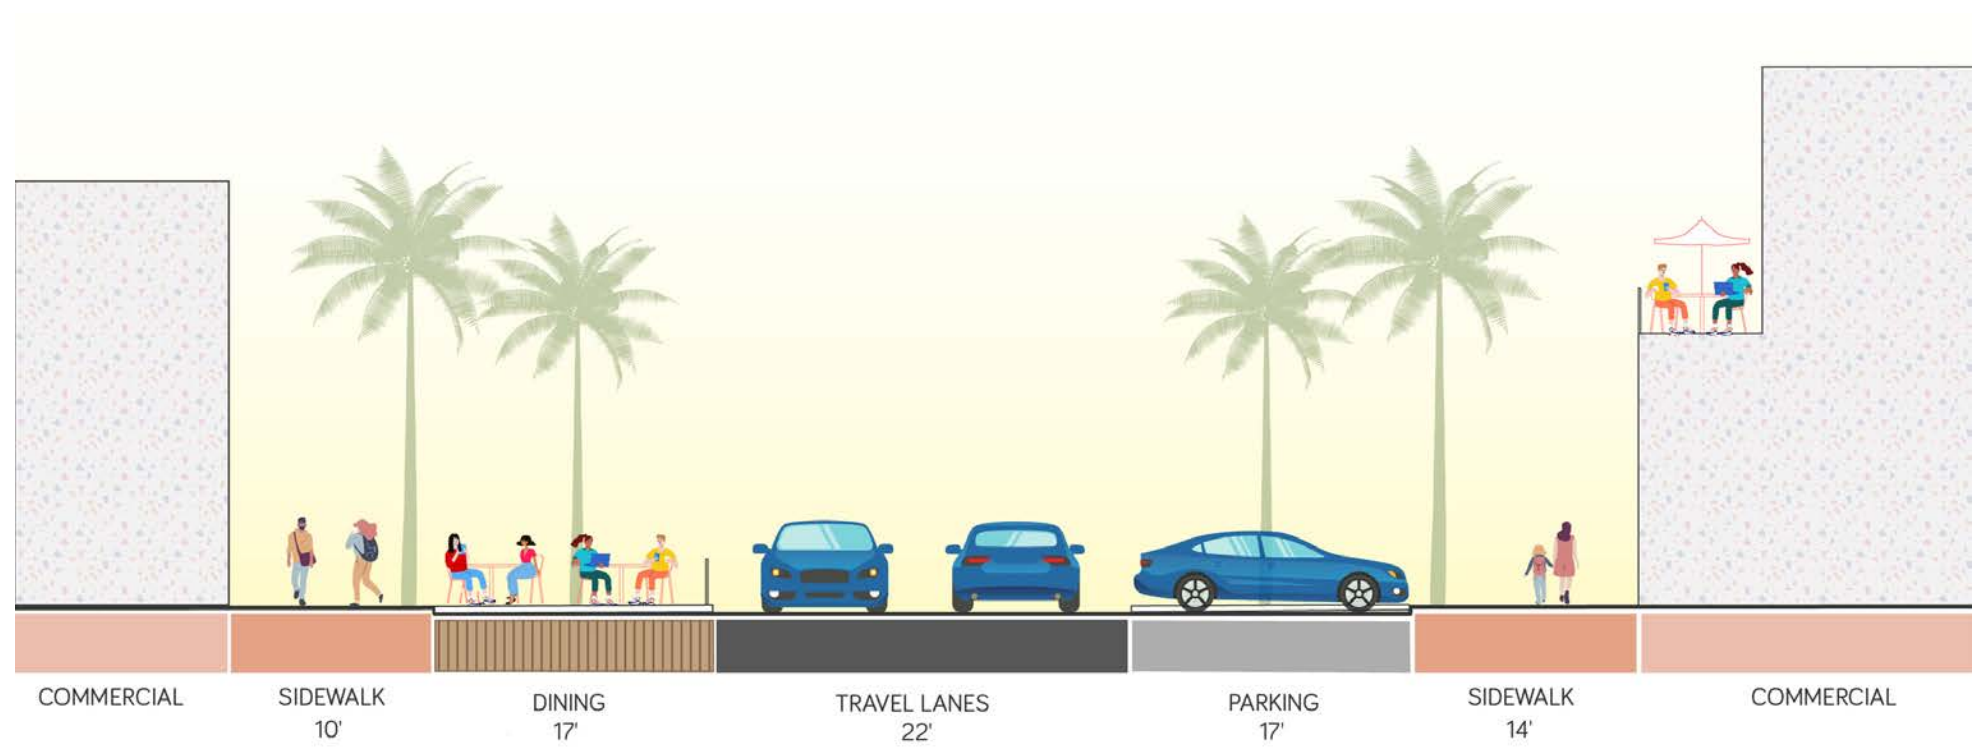 COMMERCIAL
SIDEWALK
10'
DINING
17'
TRAVEL LANES
22'
PARKING
17'
SIDEWALK
14'
COMMERCIAL